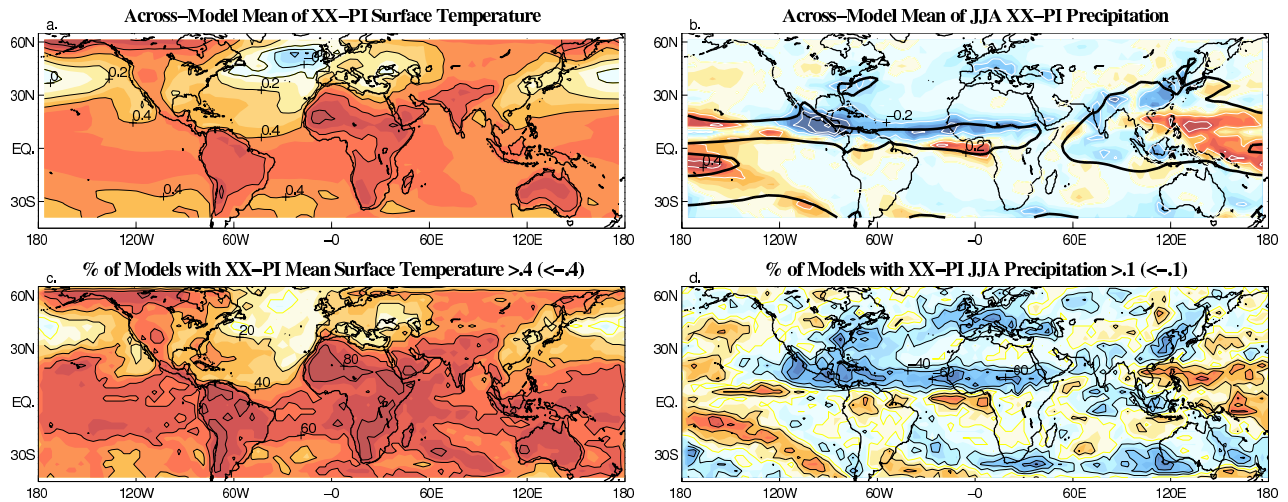 Across-Model Mean of XX-PI Surface Temperature
a.
60N
30N
EQ.
30S
0
0.2
0.4
0.2
0.4
0.4
0.4
180 120W 60W -0 60E 120E 180
Across-Model Mean of JJA XX-PI Precipitation
b.
60N
30N
EQ.
30S
-0.2
0.2
0.2
0.4
180 120W 60W -0 60E 120E 180
% of Models with XX-PI Mean Surface Temperature >.4 (<-.4)
c.
60N
30N
EQ.
30S
20
80
40
60
180 120W 60W -0 60E 120E 180
% of Models with XX-PI JJA Precipitation >.1 (<-.1)
d.
60N
30N
EQ.
30S
-40
-60
180 120W 60W -0 60E 120E 180